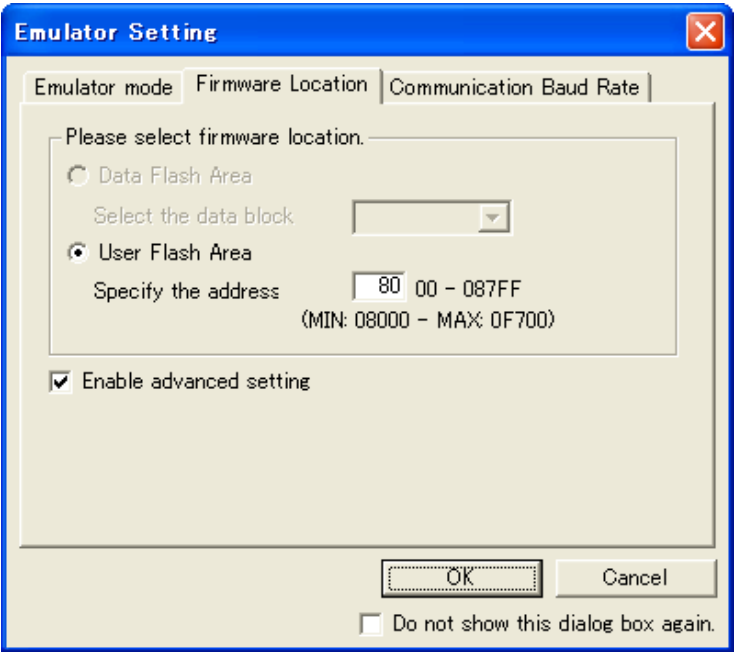 Emulator Setting
Emulator mode Firmware Location Communication Baud Rate
Please select firmware location.
Data Flash Area
Select the data block
User Flash Area
Specify the address 80 00 - 087FF
(MIN: 08000 - MAX: 0F700)
Enable advanced setting
OK Cancel
Do not show this dialog box again.